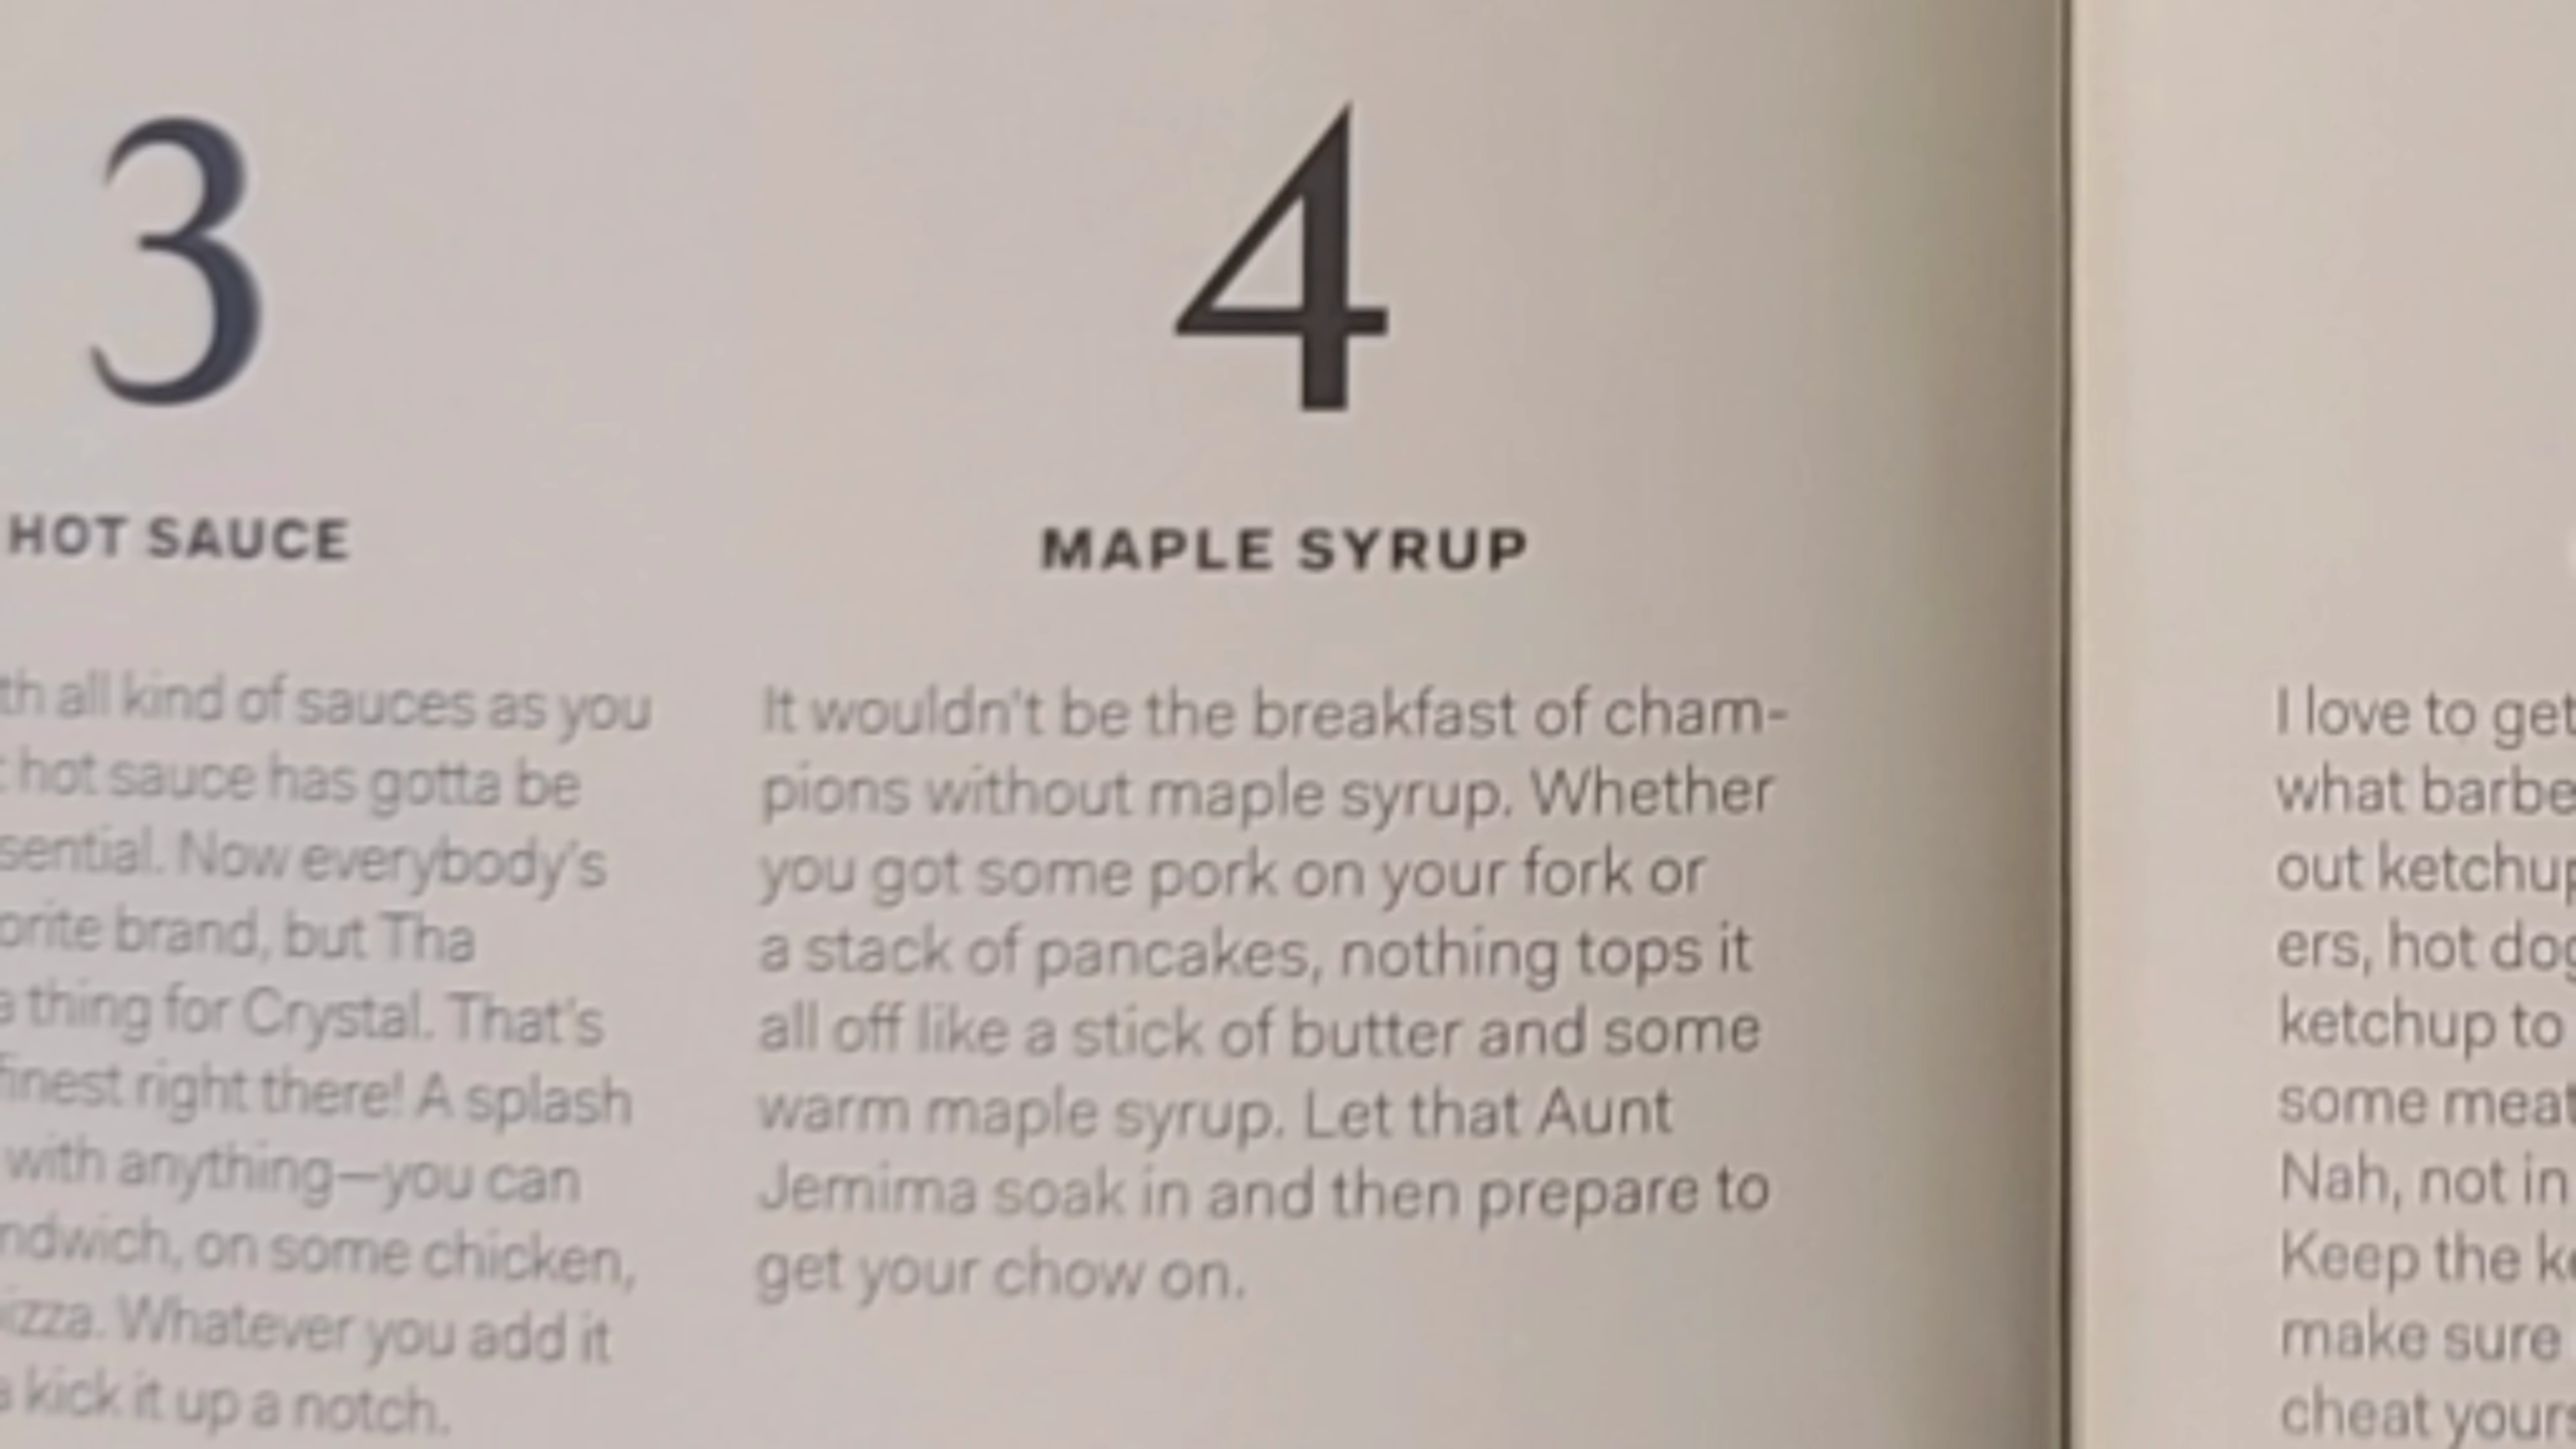 3
HOT SAUCE
th all kind of sauces as you
hot sauce has gotta be
sential. Now everybody's
orite brand, but Tha
a thing for Crystal. That's
finest right there! A splash
with anything—you can
ndwich, on some chicken,
izza. Whatever you add it
a kick it up a notch.
4
MAPLE SYRUP
It wouldn't be the breakfast of cham-
pions without maple syrup. Whether
you got some pork on your fork or
a stack of pancakes, nothing tops it
all off like a stick of butter and some
warm maple syrup. Let that Aunt
Jemima soak in and then prepare to
get your chow on.
I love to get
what barbe
out ketchup
ers, hot dog
ketchup to
some meat
Nah, not in
Keep the ke
make sure
cheat yours